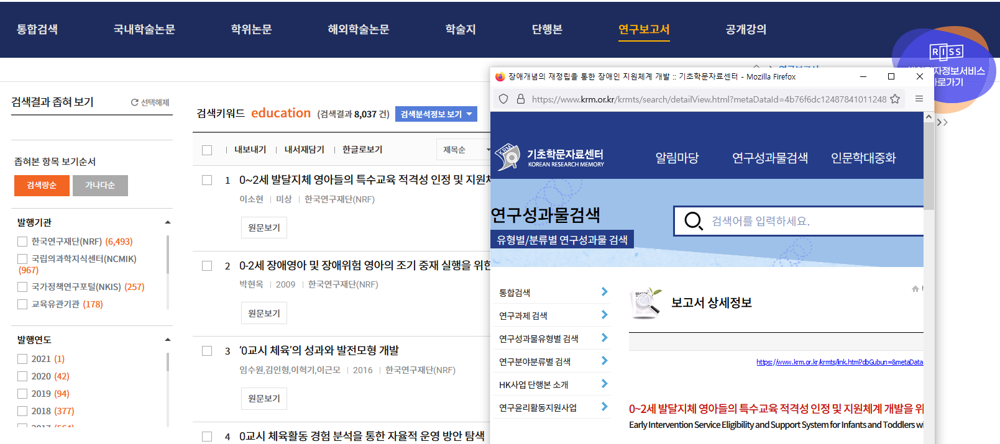 통합검색 국내학술논문 학위논문 해외학술논문 학술지 단행본 연구보고서 공개강의
RISS
바로가기
검색결과 좁혀 보기 선택해제
좁혀본 항목 보기순서
검색량순 가나다순
발행기관
한국연구재단(NRF) (6,493)
국립의과학지식센터(NCMIK)
(967)
국가정책연구포털(NKIS) (257)
교육유관기관 (178)
발행연도
2021 (1)
2020 (42)
2019 (94)
2018 (377)
2017 (564)
검색키워드 education (검색결과 8,037 건) 검색분석정보 보기
내보내기 내서재담기 한글로보기 제목순
1 0~2세 발달지체 영아들의 특수교육 적격성 인정 및 지원
이소현 미상 한국연구재단(NRF)
원문보기
2 0-2세 장애영아 및 장애위험 영아의 조기 중재 실행을 위한
박현옥 2009 한국연구재단(NRF)
원문보기
3 ‘0교시 체육’의 성과와 발전모형 개발
임수원,김인형,이혁기,이근모 2016 한국연구재단(NRF)
원문보기
4 0교시 체육활동 경험 분석을 통한 자율적 운영 방안 탐색
장애개념의 재정립을 통한 장애인 지원체계 개발 :: 기초학문자료센터 - Mozilla Firefox
https://www.krm.or.kr/krmts/search/detailView.html?metaDataId=4b76f6dc12487841011248
KRM
기초학문자료센터
KOREAN RESEARCH MEMORY
알림마당 연구성과물검색 인문학대중화
연구성과물검색
유형별/분류별 연구성과물 검색
검색어를 입력하세요.
통합검색
연구과제 검색
연구성과물유형별 검색
연구분야분류별 검색
HK사업 단행본 소개
연구윤리활동지원사업
보고서 상세정보
https://www.krm.or.kr/krmts/link.html?dbGubun=&metaData
0~2세 발달지체 영아들의 특수교육 적격성 인정 및 지원체계 개발을 위
Early Intervention Service Eligibility and Support System for Infants and Toddlers wi